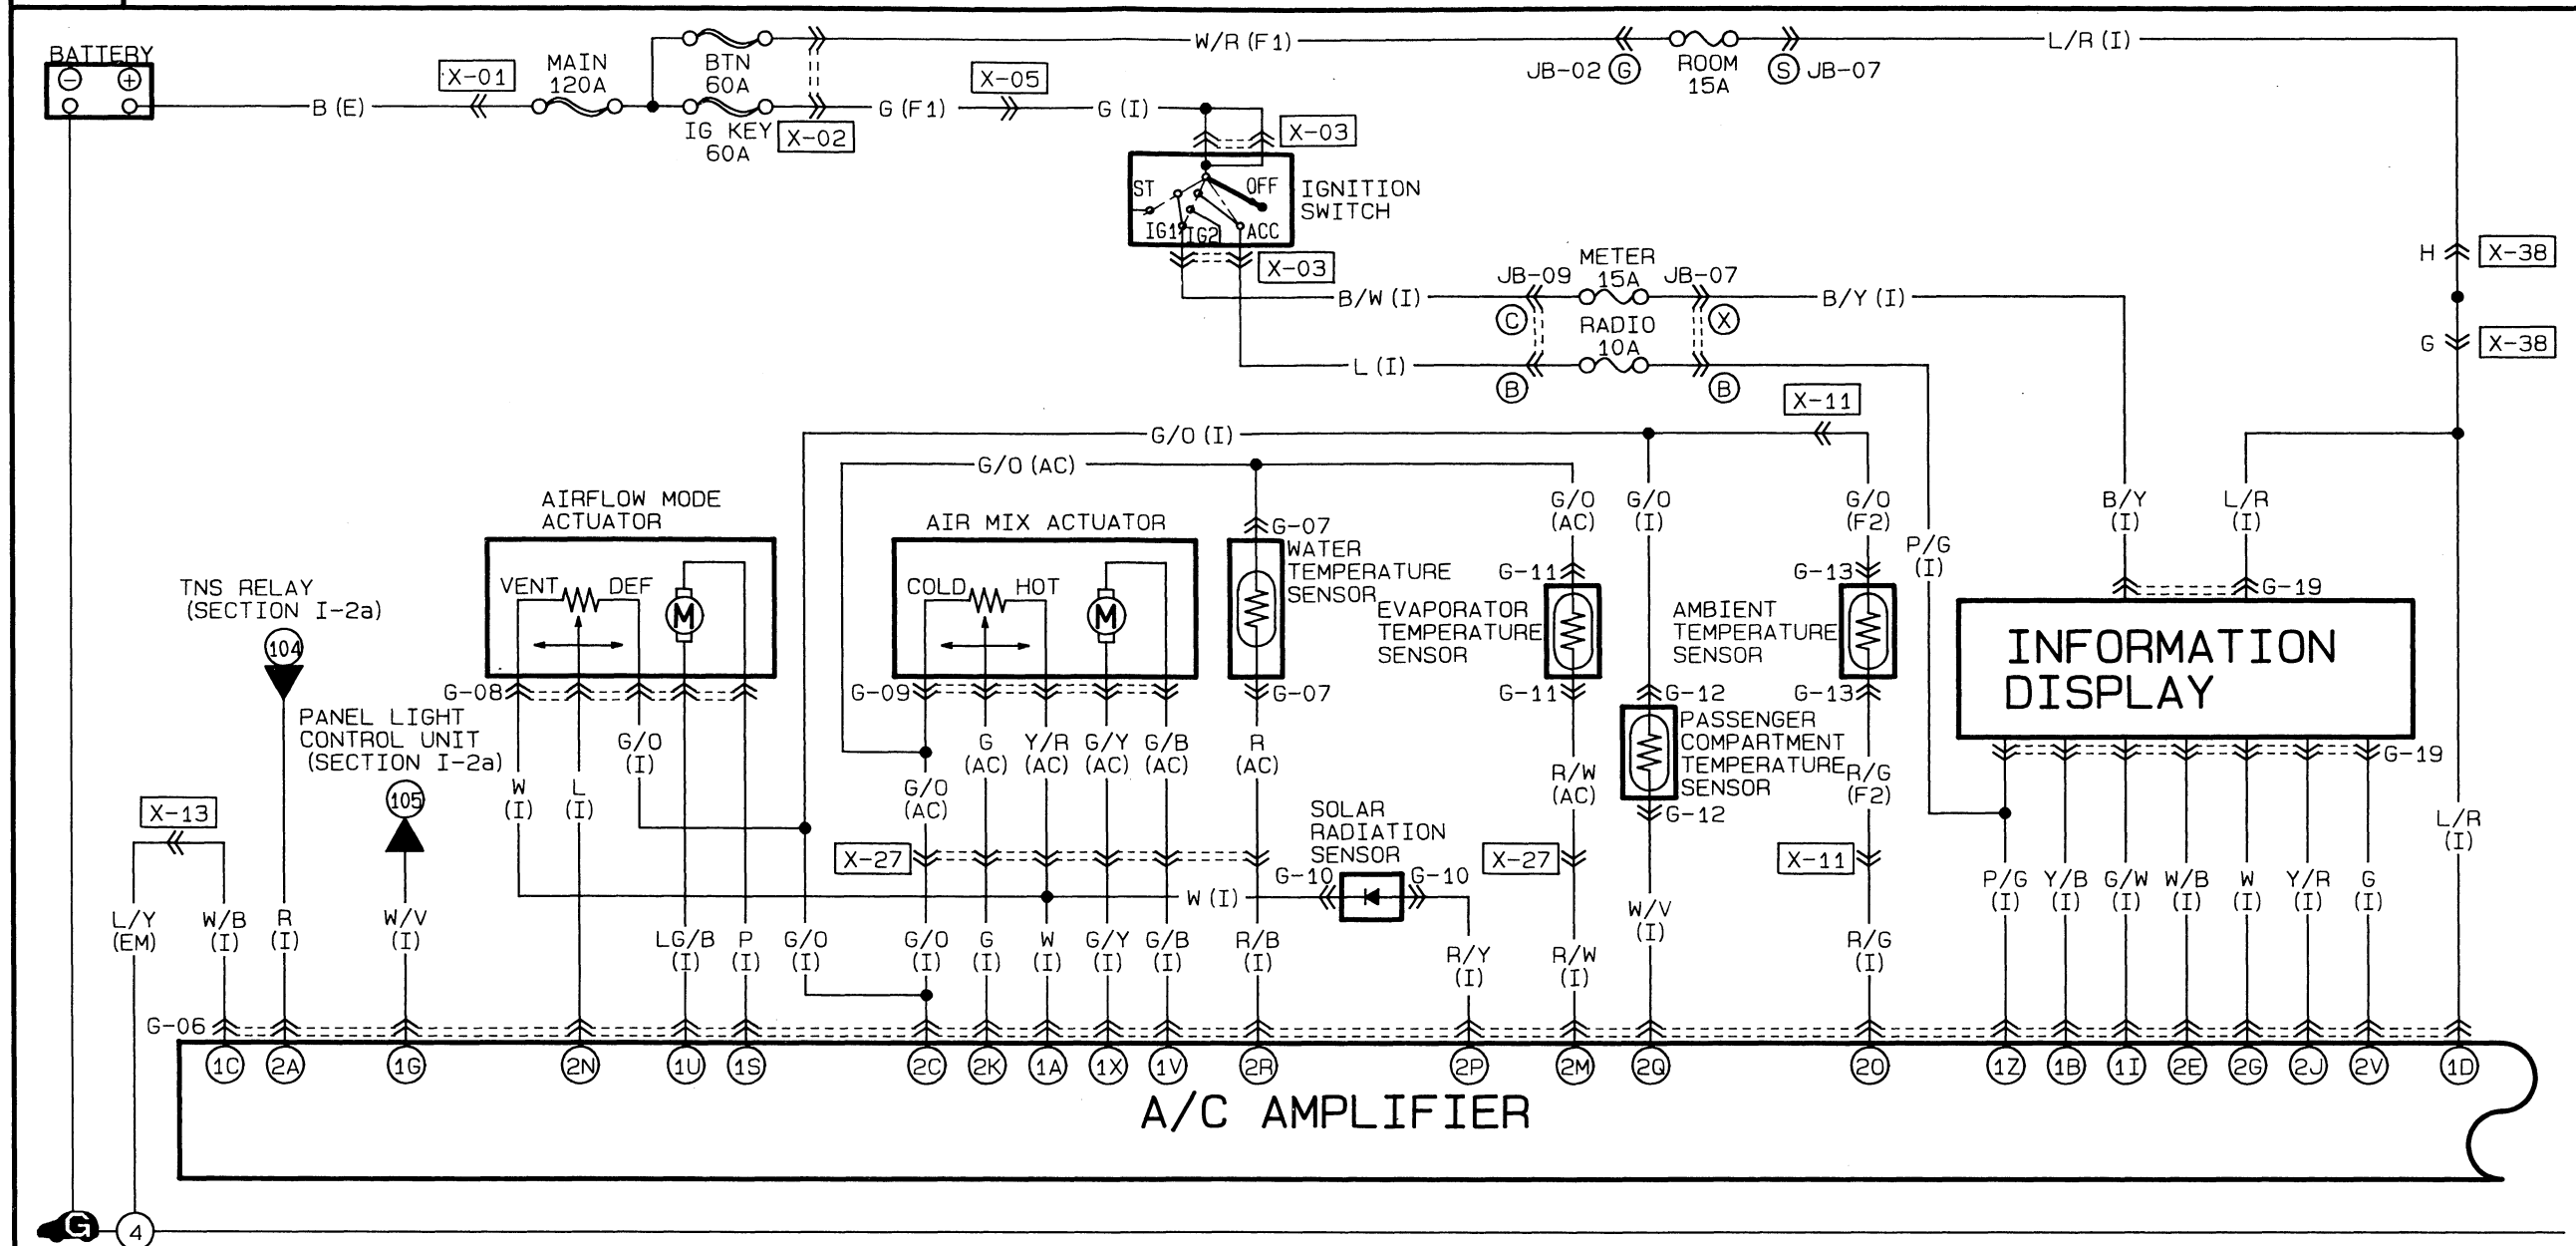 BATTERY
− +
B (E)
X-01
MAIN
120A
BTN
60A
IG KEY
60A
X-02
W/R (F1)
G (F1)
X-05
G (I)
X-03
JB-02 G
ROOM
15A
S JB-07
L/R (I)
ST
OFF
IG1
IG2
ACC
IGNITION
SWITCH
X-03
B/W (I)
JB-09
C
METER
15A
JB-07
X
B/Y (I)
L (I)
B
RADIO
10A
B
H X-38
G X-38
X-11
G/O (I)
G/O (AC)
AIRFLOW MODE
ACTUATOR
VENT DEF
M
G-08
AIR MIX ACTUATOR
COLD HOT
M
G-09
G-07
WATER
TEMPERATURE
SENSOR
G-07
G/O
(AC)
G-11
EVAPORATOR
TEMPERATURE
SENSOR
G-11
G/O
(I)
G-12
PASSENGER
COMPARTMENT
TEMPERATURE
SENSOR
G-12
G/O
(F2)
G-13
AMBIENT
TEMPERATURE
SENSOR
G-13
P/G
(I)
B/Y
(I)
L/R
(I)
G-19
INFORMATION
DISPLAY
G-19
TNS RELAY
(SECTION I-2a)
104
PANEL LIGHT
CONTROL UNIT
(SECTION I-2a)
105
X-13
W
(I)
L
(I)
G/O
(I)
G/O
(AC)
G
(AC)
Y/R
(AC)
G/Y
(AC)
G/B
(AC)
R
(AC)
R/W
(AC)
R/G
(F2)
L/R
(I)
X-27
X-27
X-11
SOLAR
RADIATION
SENSOR
G-10 G-10
W (I)
L/Y
(EM)
W/B
(I)
R
(I)
W/V
(I)
LG/B
(I)
P
(I)
G/O
(I)
G/O
(I)
G
(I)
W
(I)
G/Y
(I)
G/B
(I)
R/B
(I)
R/Y
(I)
R/W
(I)
W/V
(I)
R/G
(I)
P/G
(I)
Y/B
(I)
G/W
(I)
W/B
(I)
W
(I)
Y/R
(I)
G
(I)
G-06
1C 2A 1G 2N 1U 1S 2C 2K 1A 1X 1V 2R 2P 2M 2Q 2O 1Z 1B 1I 2E 2G 2J 2V 1D
A/C AMPLIFIER
G 4